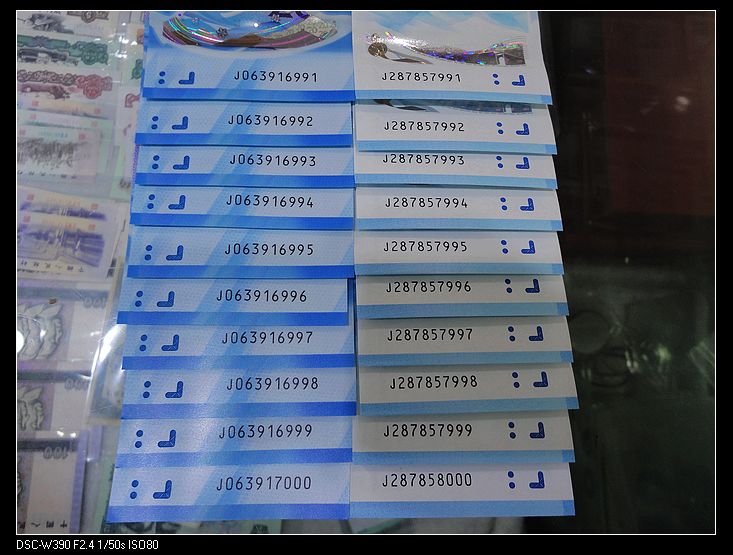 J063916991 J287857991
J063916992 J287857992
J063916993 J287857993
J063916994 J287857994
J063916995 J287857995
J063916996 J287857996
J063916997 J287857997
J063916998 J287857998
J063916999 J287857999
J063917000 J287858000
DSC-W390 F2.4 1/50s ISO80